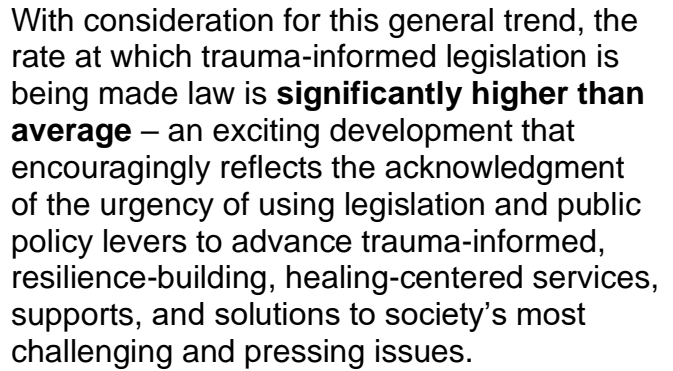 With consideration for this general trend, the
rate at which trauma-informed legislation is
being made law is significantly higher than
average – an exciting development that
encouragingly reflects the acknowledgment
of the urgency of using legislation and public
policy levers to advance trauma-informed,
resilience-building, healing-centered services,
supports, and solutions to society’s most
challenging and pressing issues.